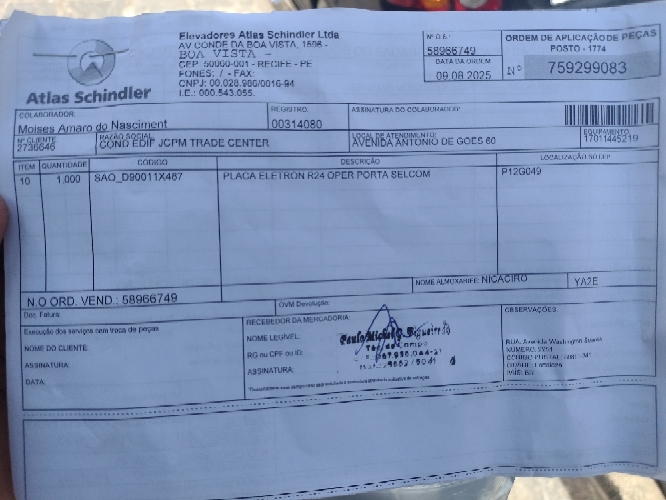 Elevadores Atlas Schindler Ltda
AV CONDE DA BOA VISTA, 1596 -
BOA VISTA -
CEP 50060-001 - RECIFE - PE
FONES: / - FAX:
CNPJ: 00.028.986/0016-94
I.E.: 000.543.055.
Atlas Schindler
Nº O.S.:
58966749
DATA DA ORDEM
09.08.2025
ORDEM DE APLICAÇÃO DE PEÇAS
POSTO - 1774
Nº 759299083
COLABORADOR:
Moises Amaro do Nasciment
REGISTRO:
00314080
ASSINATURA DO COLABORADOR:
Nº CLIENTE
2736646
RAZÃO SOCIAL
COND EDIF JCPM TRADE CENTER
LOCAL DE ATENDIMENTO:
AVENIDA ANTONIO DE GOES 60
EQUIPAMENTO
17011445219
ITEM QUANTIDADE CÓDIGO DESCRIÇÃO LOCALIZAÇÃO NO DEP
10 1,000 SAO_D90011X487 PLACA ELETRON R24 OPER PORTA SELCOM P12G049
NOME ALMOXARIFE: NICACIRO YA2E
N.O ORD. VEND.: 58966749
Doc. Fatura:
OVM Devolução:
Execução dos serviços com troca de peças
NOME DO CLIENTE:
ASSINATURA:
DATA:
RECEBEDOR DA MERCADORIA:
NOME LEGÍVEL:
RG ou CPF ou ID:
ASSINATURA:
OBSERVAÇÕES:
RUA: Avenida Washington Soares